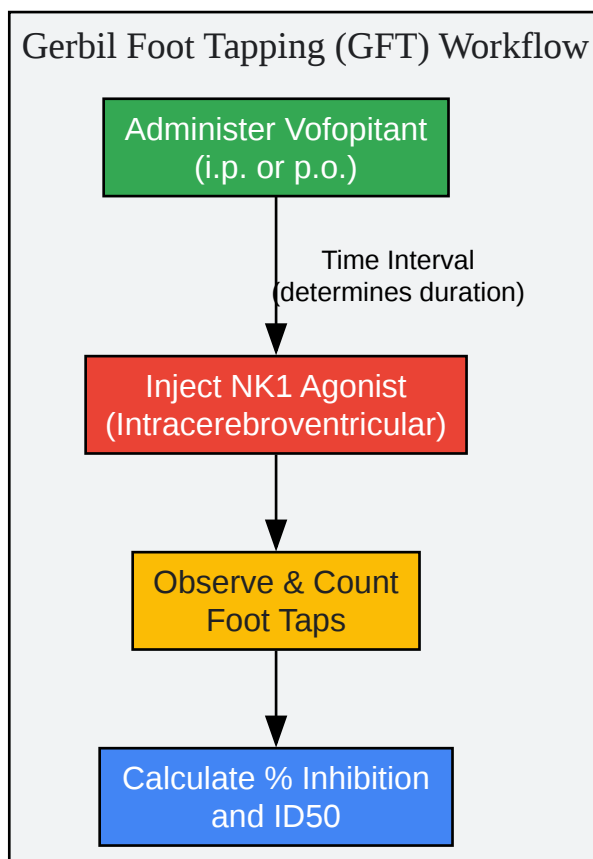 Gerbil Foot Tapping (GFT) Workflow
Administer Vofopitant
(i.p. or p.o.)
Time Interval
(determines duration)
Inject NK1 Agonist
(Intracerebroventricular)
Observe & Count
Foot Taps
Calculate % Inhibition
and ID50